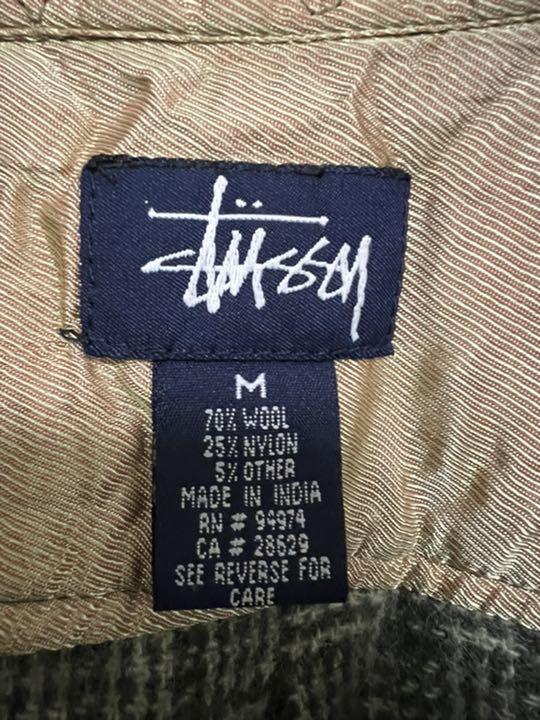 Stüssy
M
70% WOOL
25% NYLON
5% OTHER
MADE IN INDIA
RN # 94974
CA # 28629
SEE REVERSE FOR
CARE